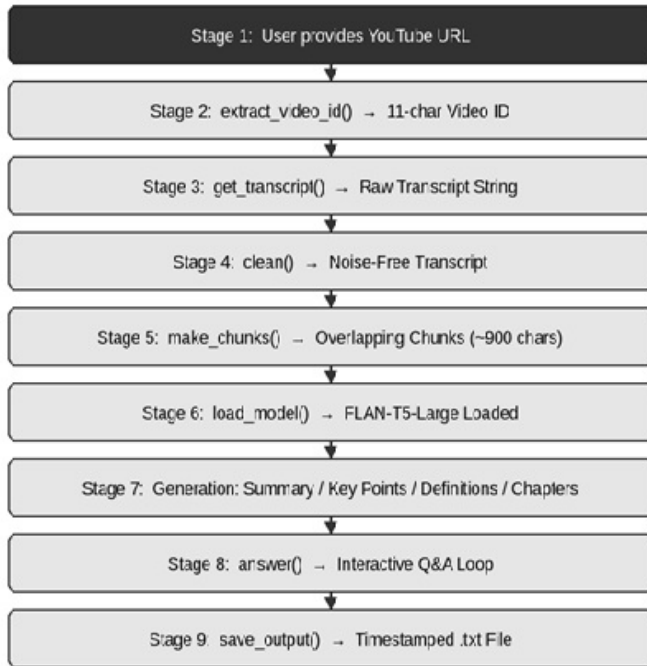 Stage 1: User provides YouTube URL
Stage 2: extract_video_id() → 11-char Video ID
Stage 3: get_transcript() → Raw Transcript String
Stage 4: clean() → Noise-Free Transcript
Stage 5: make_chunks() → Overlapping Chunks (~900 chars)
Stage 6: load_model() → FLAN-T5-Large Loaded
Stage 7: Generation: Summary / Key Points / Definitions / Chapters
Stage 8: answer() → Interactive Q&A Loop
Stage 9: save_output() → Timestamped .txt File